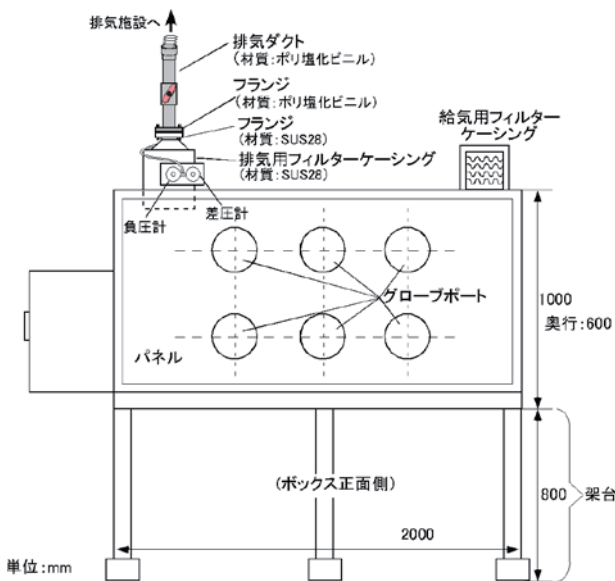 排気施設へ
排気ダクト
(材質:ポリ塩化ビニル)
フランジ
(材質:ポリ塩化ビニル)
フランジ
(材質:SUS28)
排気用フィルターケーシング
(材質:SUS28)
給気用フィルター
ケーシング
負圧計
差圧計
グローブポート
1000
奥行:600
パネル
(ボックス正面側)
800
架台
2000
単位:mm